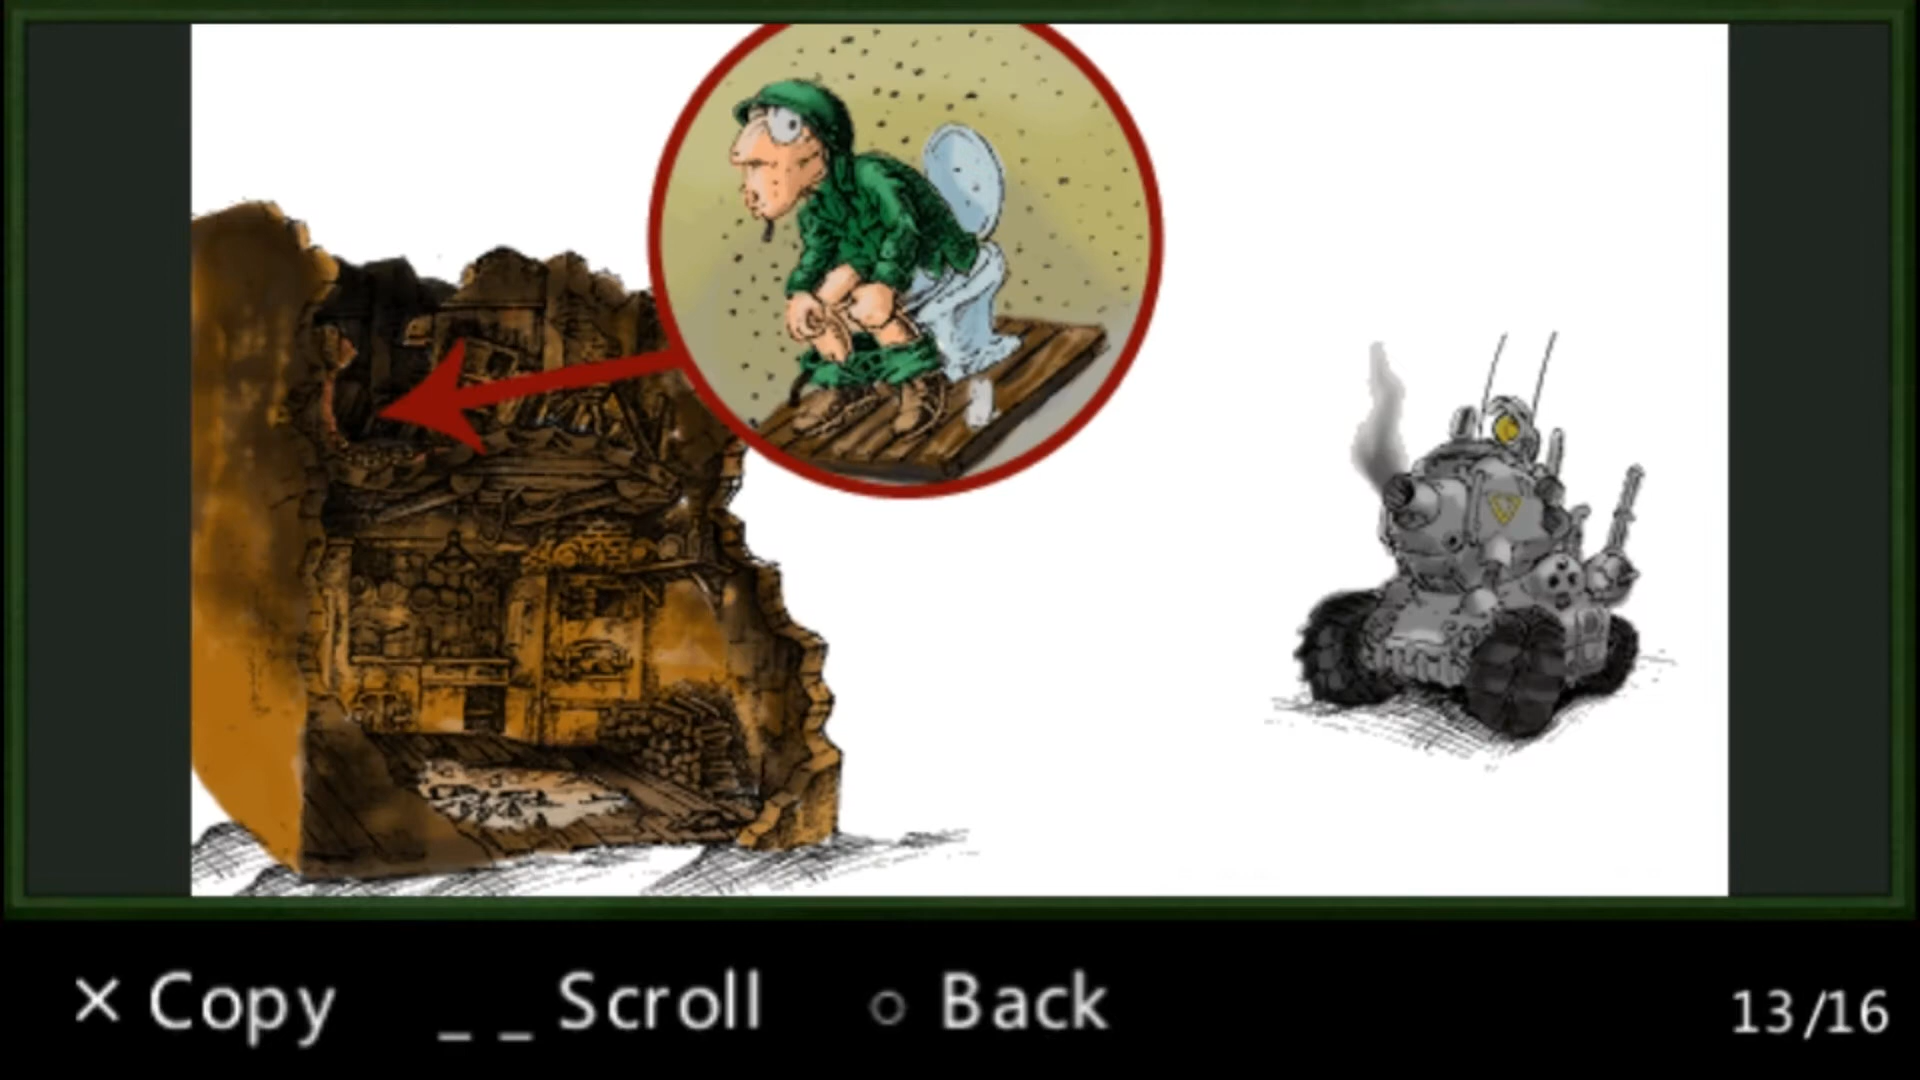 × Copy _ _ Scroll ○ Back 13/16